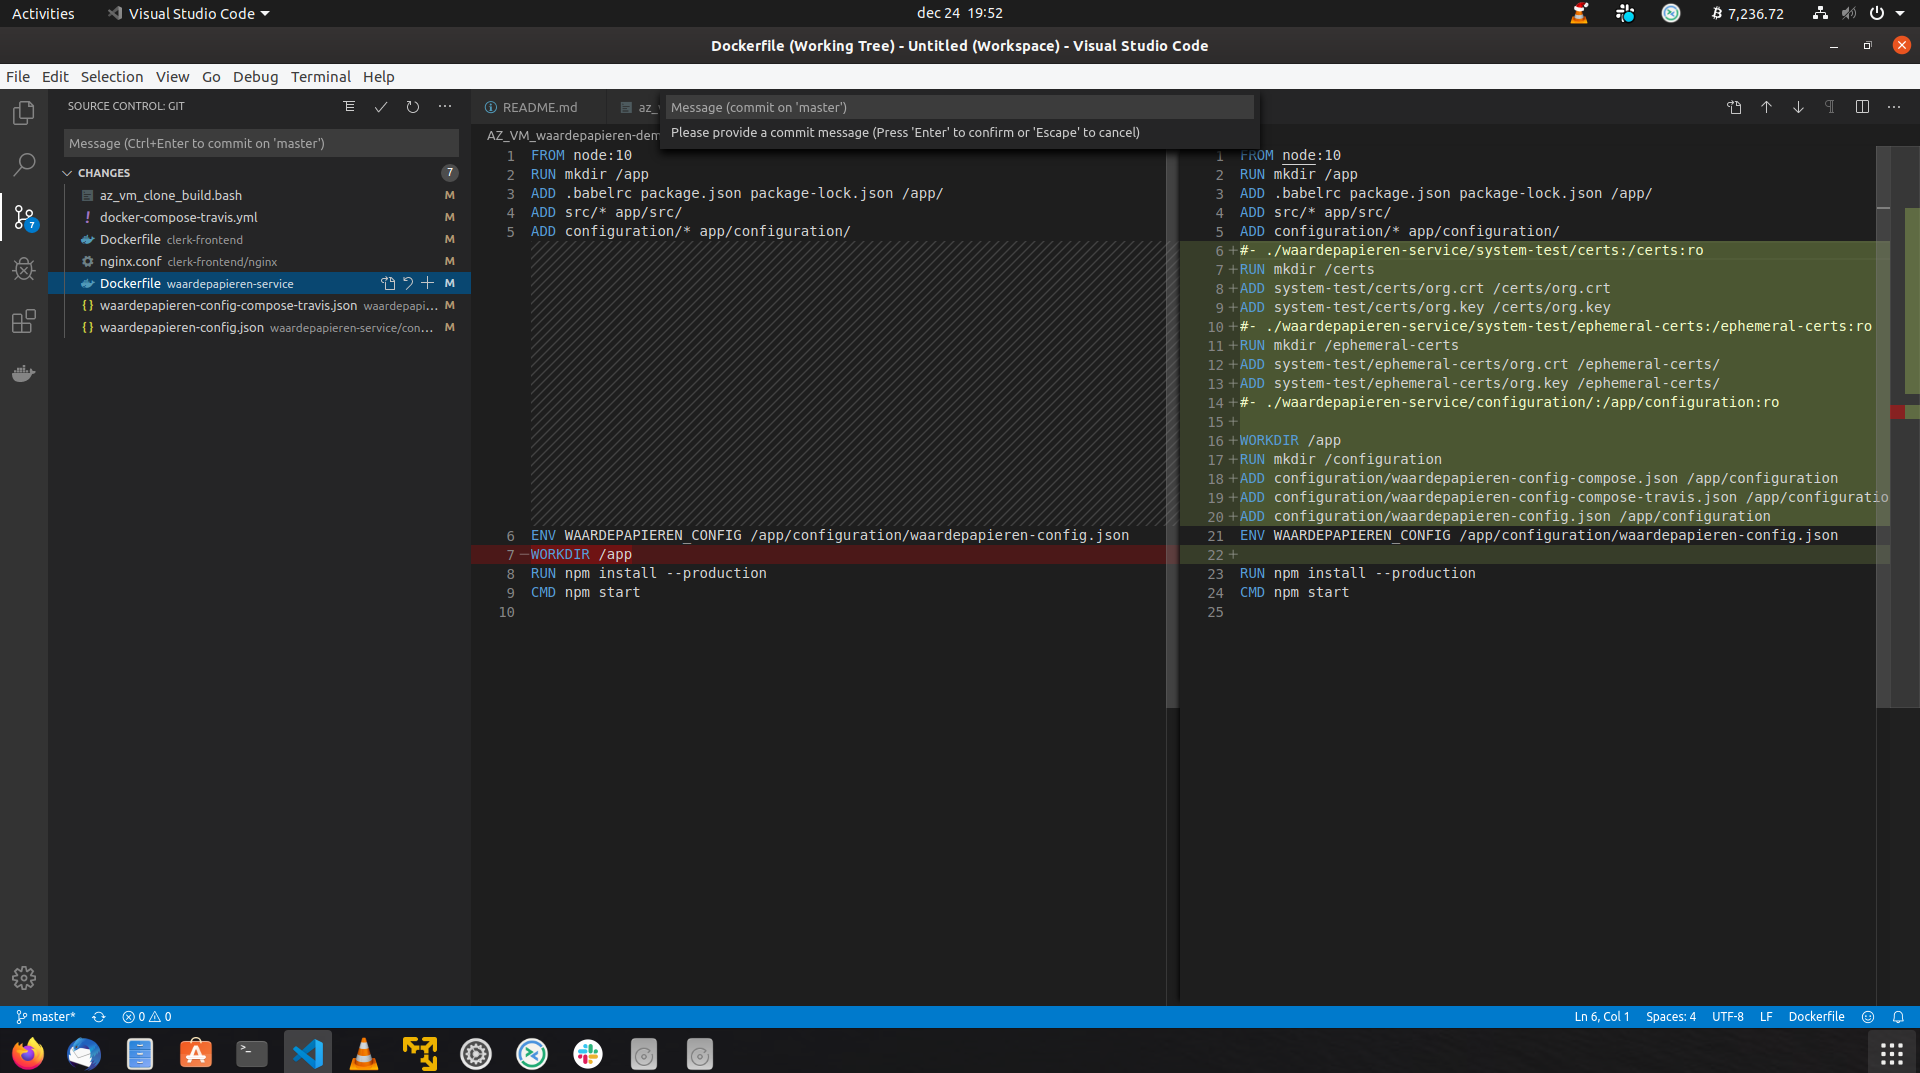 Activities
Visual Studio Code
dec 24 19:52
₿ 7,236.72
Dockerfile (Working Tree) - Untitled (Workspace) - Visual Studio Code
File Edit Selection View Go Debug Terminal Help
SOURCE CONTROL: GIT
Message (Ctrl+Enter to commit on 'master')
CHANGES
7
az_vm_clone_build.bash M
! docker-compose-travis.yml M
Dockerfile clerk-frontend M
nginx.conf clerk-frontend/nginx M
7
Dockerfile waardepapieren-service M
{} waardepapieren-config-compose-travis.json waardepapi... M
{} waardepapieren-config.json waardepapieren-service/con... M
README.md
az_
Message (commit on 'master')
Please provide a commit message (Press 'Enter' to confirm or 'Escape' to cancel)
AZ_VM_waardepapieren-dem
1 FROM node:10
2 RUN mkdir /app
3 ADD .babelrc package.json package-lock.json /app/
4 ADD src/* app/src/
5 ADD configuration/* app/configuration/
6 ENV WAARDEPAPIEREN_CONFIG /app/configuration/waardepapieren-config.json
7 —WORKDIR /app
8 RUN npm install --production
9 CMD npm start
10
1 FROM node:10
2 RUN mkdir /app
3 ADD .babelrc package.json package-lock.json /app/
4 ADD src/* app/src/
5 ADD configuration/* app/configuration/
6 +#- ./waardepapieren-service/system-test/certs:/certs:ro
7 +RUN mkdir /certs
8 +ADD system-test/certs/org.crt /certs/org.crt
9 +ADD system-test/certs/org.key /certs/org.key
10 +#- ./waardepapieren-service/system-test/ephemeral-certs:/ephemeral-certs:ro
11 +RUN mkdir /ephemeral-certs
12 +ADD system-test/ephemeral-certs/org.crt /ephemeral-certs/
13 +ADD system-test/ephemeral-certs/org.key /ephemeral-certs/
14 +#- ./waardepapieren-service/configuration/:/app/configuration:ro
15 +
16 +WORKDIR /app
17 +RUN mkdir /configuration
18 +ADD configuration/waardepapieren-config-compose.json /app/configuration
19 +ADD configuration/waardepapieren-config-compose-travis.json /app/configuratio
20 +ADD configuration/waardepapieren-config.json /app/configuration
21 ENV WAARDEPAPIEREN_CONFIG /app/configuration/waardepapieren-config.json
22 +
23 RUN npm install --production
24 CMD npm start
25
master* 0 0
Ln 6, Col 1 Spaces: 4 UTF-8 LF Dockerfile